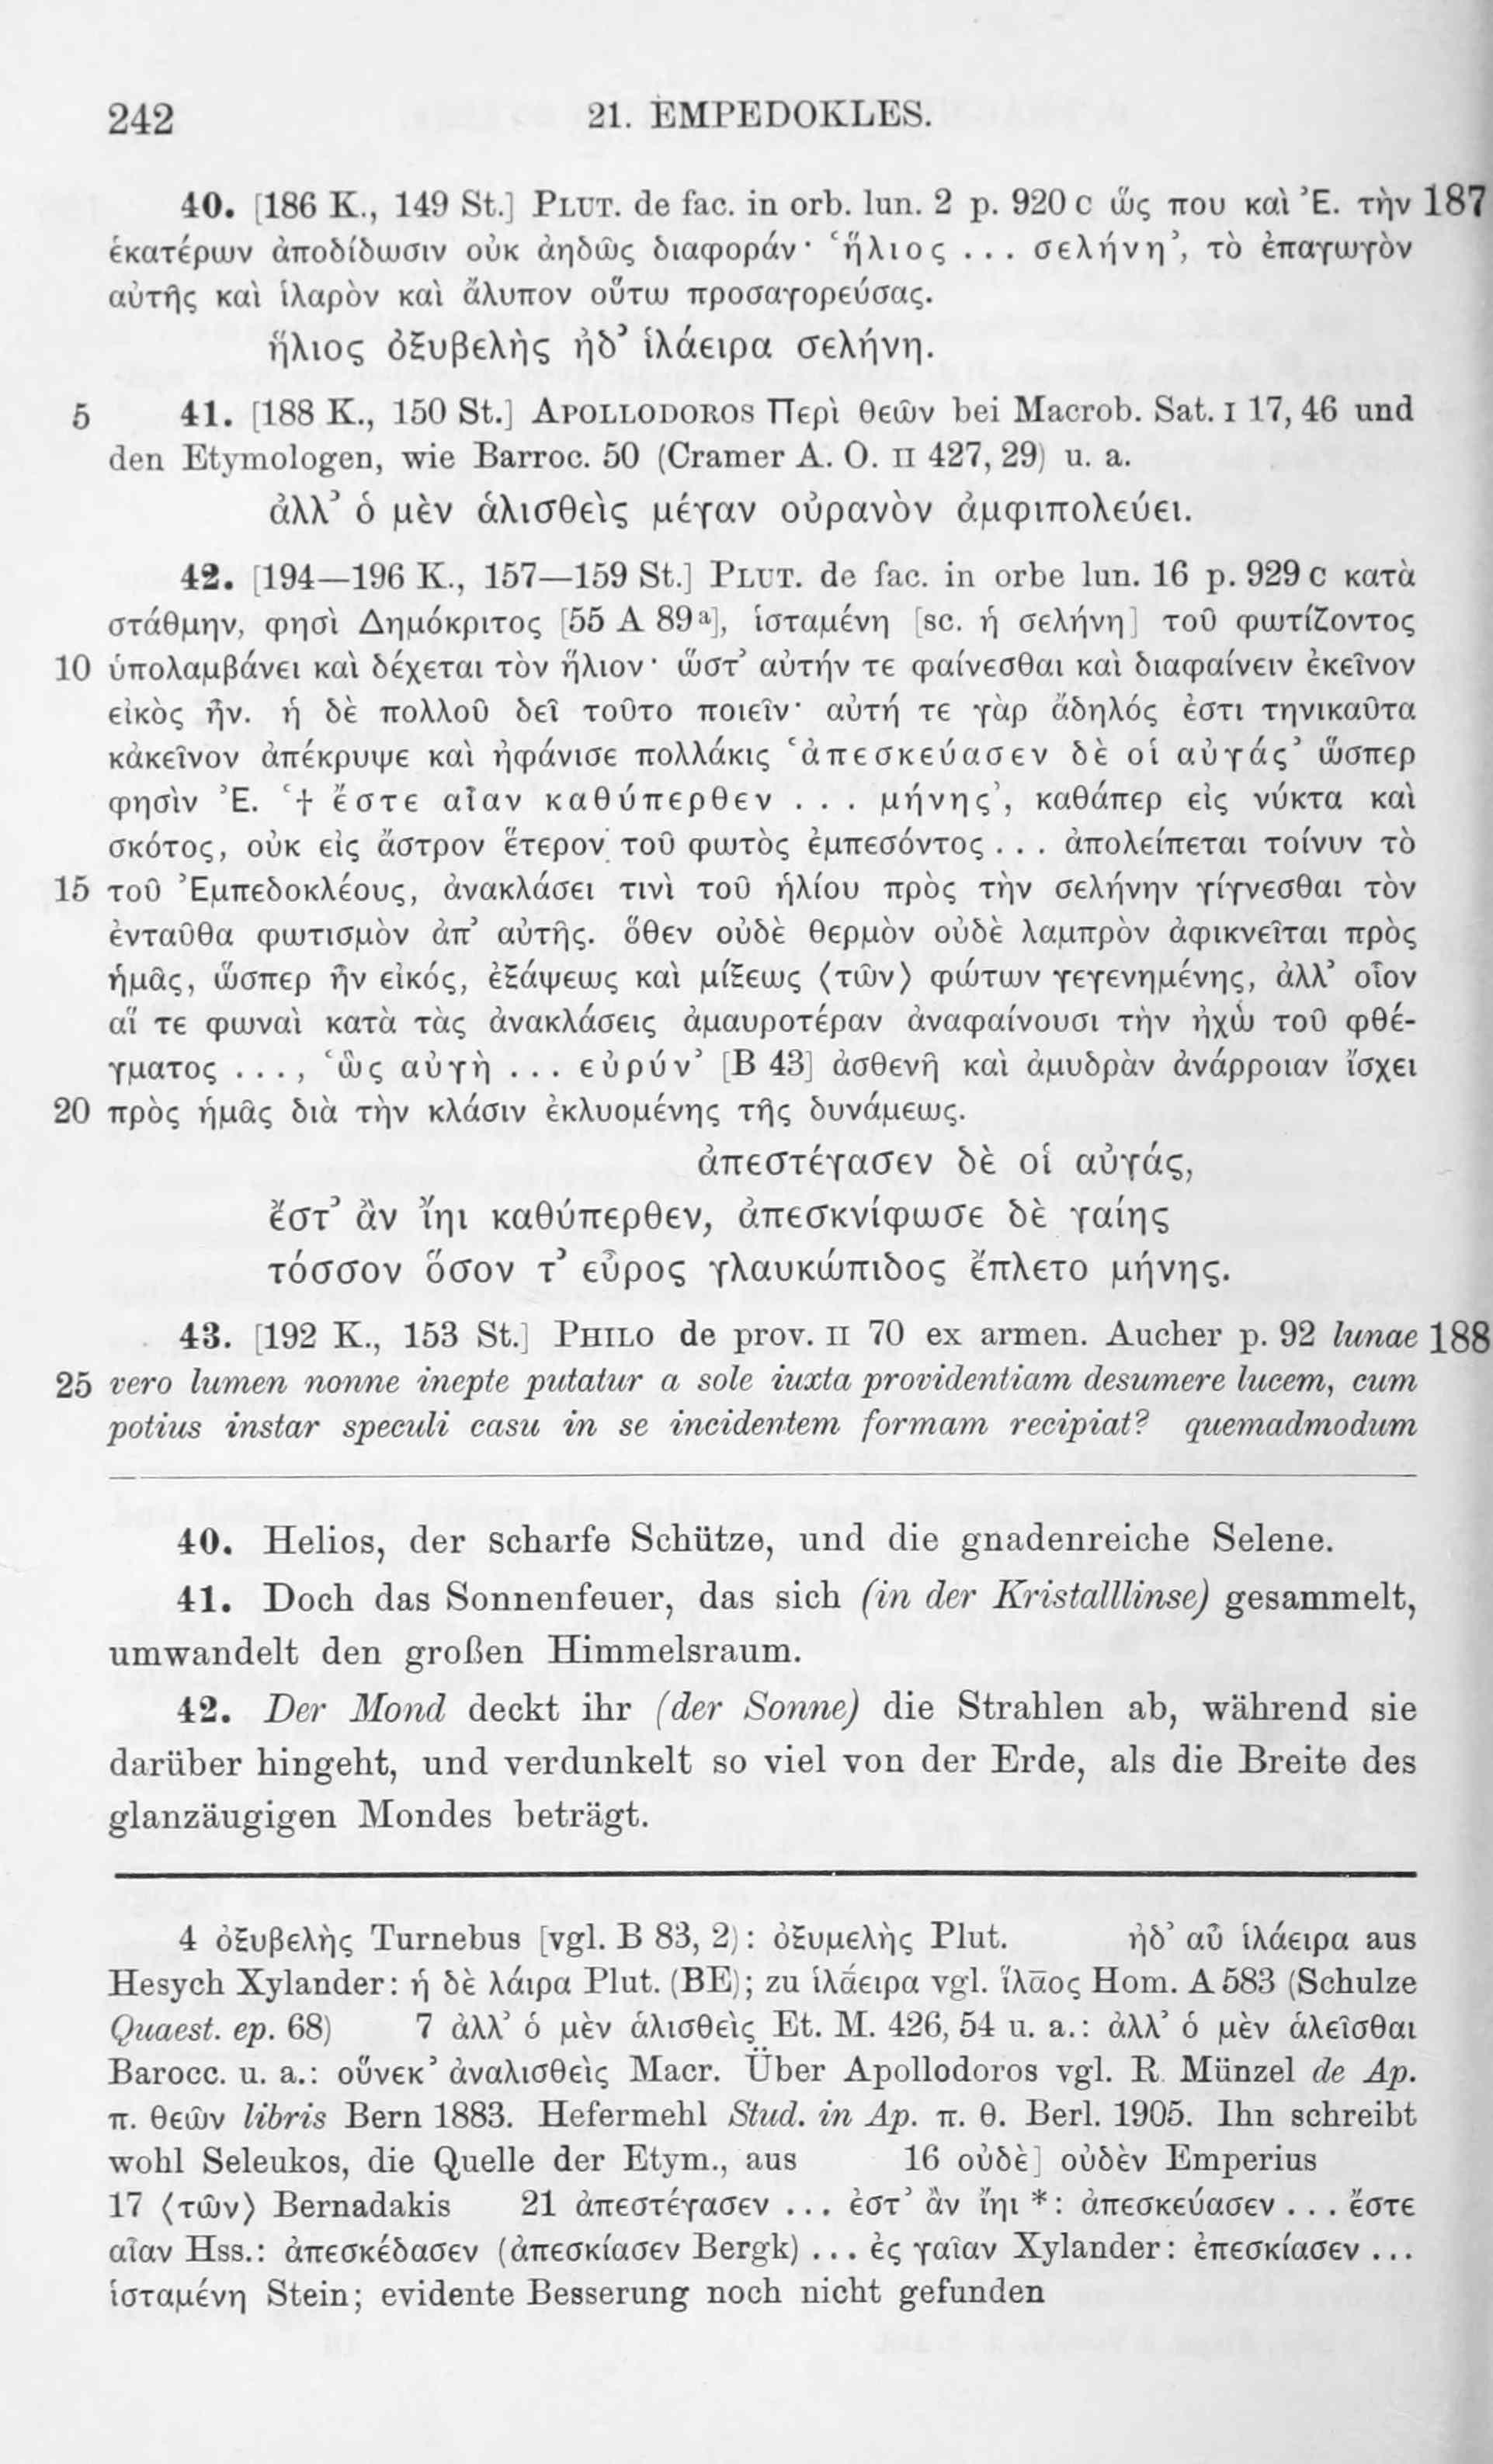 242 21. EMPEDOKLES.
40. [186 K., 149 St.] PLUT. de fac. in orb. lun. 2 p. 920 c ὥς που καὶ Ἐ. τὴν 187
ἑκατέρων ἀποδίδωσιν οὐκ ἀηδῶς διαφοράν· ‘ἥλιος ... σελήνη’, τὸ ἐπαγωγὸν
αὐτῆς καὶ ἱλαρὸν καὶ ἄλυπον οὕτω προσαγορεύσας.
ἥλιος ὀξυβελὴς ἠδ’ ἱλάειρα σελήνη.
5 41. [188 K., 150 St.] APOLLODOROS Περὶ θεῶν bei Macrob. Sat. I 17, 46 und
den Etymologen, wie Barroc. 50 (Cramer A. O. II 427, 29) u. a.
ἀλλ’ ὁ μὲν ἁλισθεὶς μέγαν οὐρανὸν ἀμφιπολεύει.
42. [194—196 K., 157—159 St.] PLUT. de fac. in orbe lun. 16 p. 929 c κατὰ
στάθμην, φησὶ Δημόκριτος [55 A 89a], ἱσταμένη [sc. ἡ σελήνη] τοῦ φωτίζοντος
10 ὑπολαμβάνει καὶ δέχεται τὸν ἥλιον· ὥστ’ αὐτήν τε φαίνεσθαι καὶ διαφαίνειν ἐκεῖνον
εἰκὸς ἦν. ἡ δὲ πολλοῦ δεῖ τοῦτο ποιεῖν· αὐτή τε γὰρ ἄδηλός ἐστι τηνικαῦτα
κἀκεῖνον ἀπέκρυψε καὶ ἠφάνισε πολλάκις ‘ἀπεσκεύασεν δὲ οἱ αὐγάς’ ὥσπερ
φησὶν Ἐ. ‘† ἔστε αἶαν καθύπερθεν ... μήνης’, καθάπερ εἰς νύκτα καὶ
σκότος, οὐκ εἰς ἄστρον ἕτερον τοῦ φωτὸς ἐμπεσόντος ... ἀπολείπεται τοίνυν τὸ
15 τοῦ Ἐμπεδοκλέους, ἀνακλάσει τινὶ τοῦ ἡλίου πρὸς τὴν σελήνην γίγνεσθαι τὸν
ἐνταῦθα φωτισμὸν ἀπ’ αὐτῆς. ὅθεν οὐδὲ θερμὸν οὐδὲ λαμπρὸν ἀφικνεῖται πρὸς
ἡμᾶς, ὥσπερ ἦν εἰκός, ἐξάψεως καὶ μίξεως ⟨τῶν⟩ φώτων γεγενημένης, ἀλλ’ οἷον
αἵ τε φωναὶ κατὰ τὰς ἀνακλάσεις ἀμαυροτέραν ἀναφαίνουσι τὴν ἠχὼ τοῦ φθέ-
γματος ..., ‘ὣς αὐγὴ ... εὐρύν’ [B 43] ἀσθενῆ καὶ ἀμυδρὰν ἀνάρροιαν ἴσχει
20 πρὸς ἡμᾶς διὰ τὴν κλάσιν ἐκλυομένης τῆς δυνάμεως.
ἀπεστέγασεν δὲ οἱ αὐγάς,
ἔστ’ ἂν ἴηι καθύπερθεν, ἀπεσκνίφωσε δὲ γαίης
τόσσον ὅσον τ’ εὖρος γλαυκώπιδος ἔπλετο μήνης.
43. [192 K., 153 St.] PHILO de prov. II 70 ex armen. Aucher p. 92 lunae 188
25 vero lumen nonne inepte putatur a sole iuxta providentiam desumere lucem, cum
potius instar speculi casu in se incidentem formam recipiat? quemadmodum
40. Helios, der scharfe Schütze, und die gnadenreiche Selene.
41. Doch das Sonnenfeuer, das sich (in der Kristalllinse) gesammelt,
umwandelt den großen Himmelsraum.
42. Der Mond deckt ihr (der Sonne) die Strahlen ab, während sie
darüber hingeht, und verdunkelt so viel von der Erde, als die Breite des
glanzäugigen Mondes beträgt.
4 ὀξυβελὴς Turnebus [vgl. B 83, 2): ὀξυμελὴς Plut. ἠδ’ αὖ ἱλάειρα aus
Hesych Xylander: ἡ δὲ λάιρα Plut. (BE); zu ἱλᾱειρα vgl. ἵλᾱος Hom. A 583 (Schulze
Quaest. ep. 68) 7 ἀλλ’ ὁ μὲν ἁλισθεὶς Et. M. 426, 54 u. a.: ἀλλ’ ὁ μὲν ἁλεῖσθαι
Barocc. u. a.: οὕνεκ’ ἀναλισθεὶς Macr. Über Apollodoros vgl. R. Münzel de Ap.
π. θεῶν libris Bern 1883. Hefermehl Stud. in Ap. π. θ. Berl. 1905. Ihn schreibt
wohl Seleukos, die Quelle der Etym., aus 16 οὐδὲ] οὐδὲν Emperius
17 ⟨τῶν⟩ Bernadakis 21 ἀπεστέγασεν ... ἐστ’ ἂν ἴηι *: ἀπεσκεύασεν ... ἔστε
αἶαν Hss.: ἀπεσκέδασεν (ἀπεσκίασεν Bergk) ... ἐς γαῖαν Xylander: ἐπεσκίασεν ...
ἱσταμένη Stein; evidente Besserung noch nicht gefunden